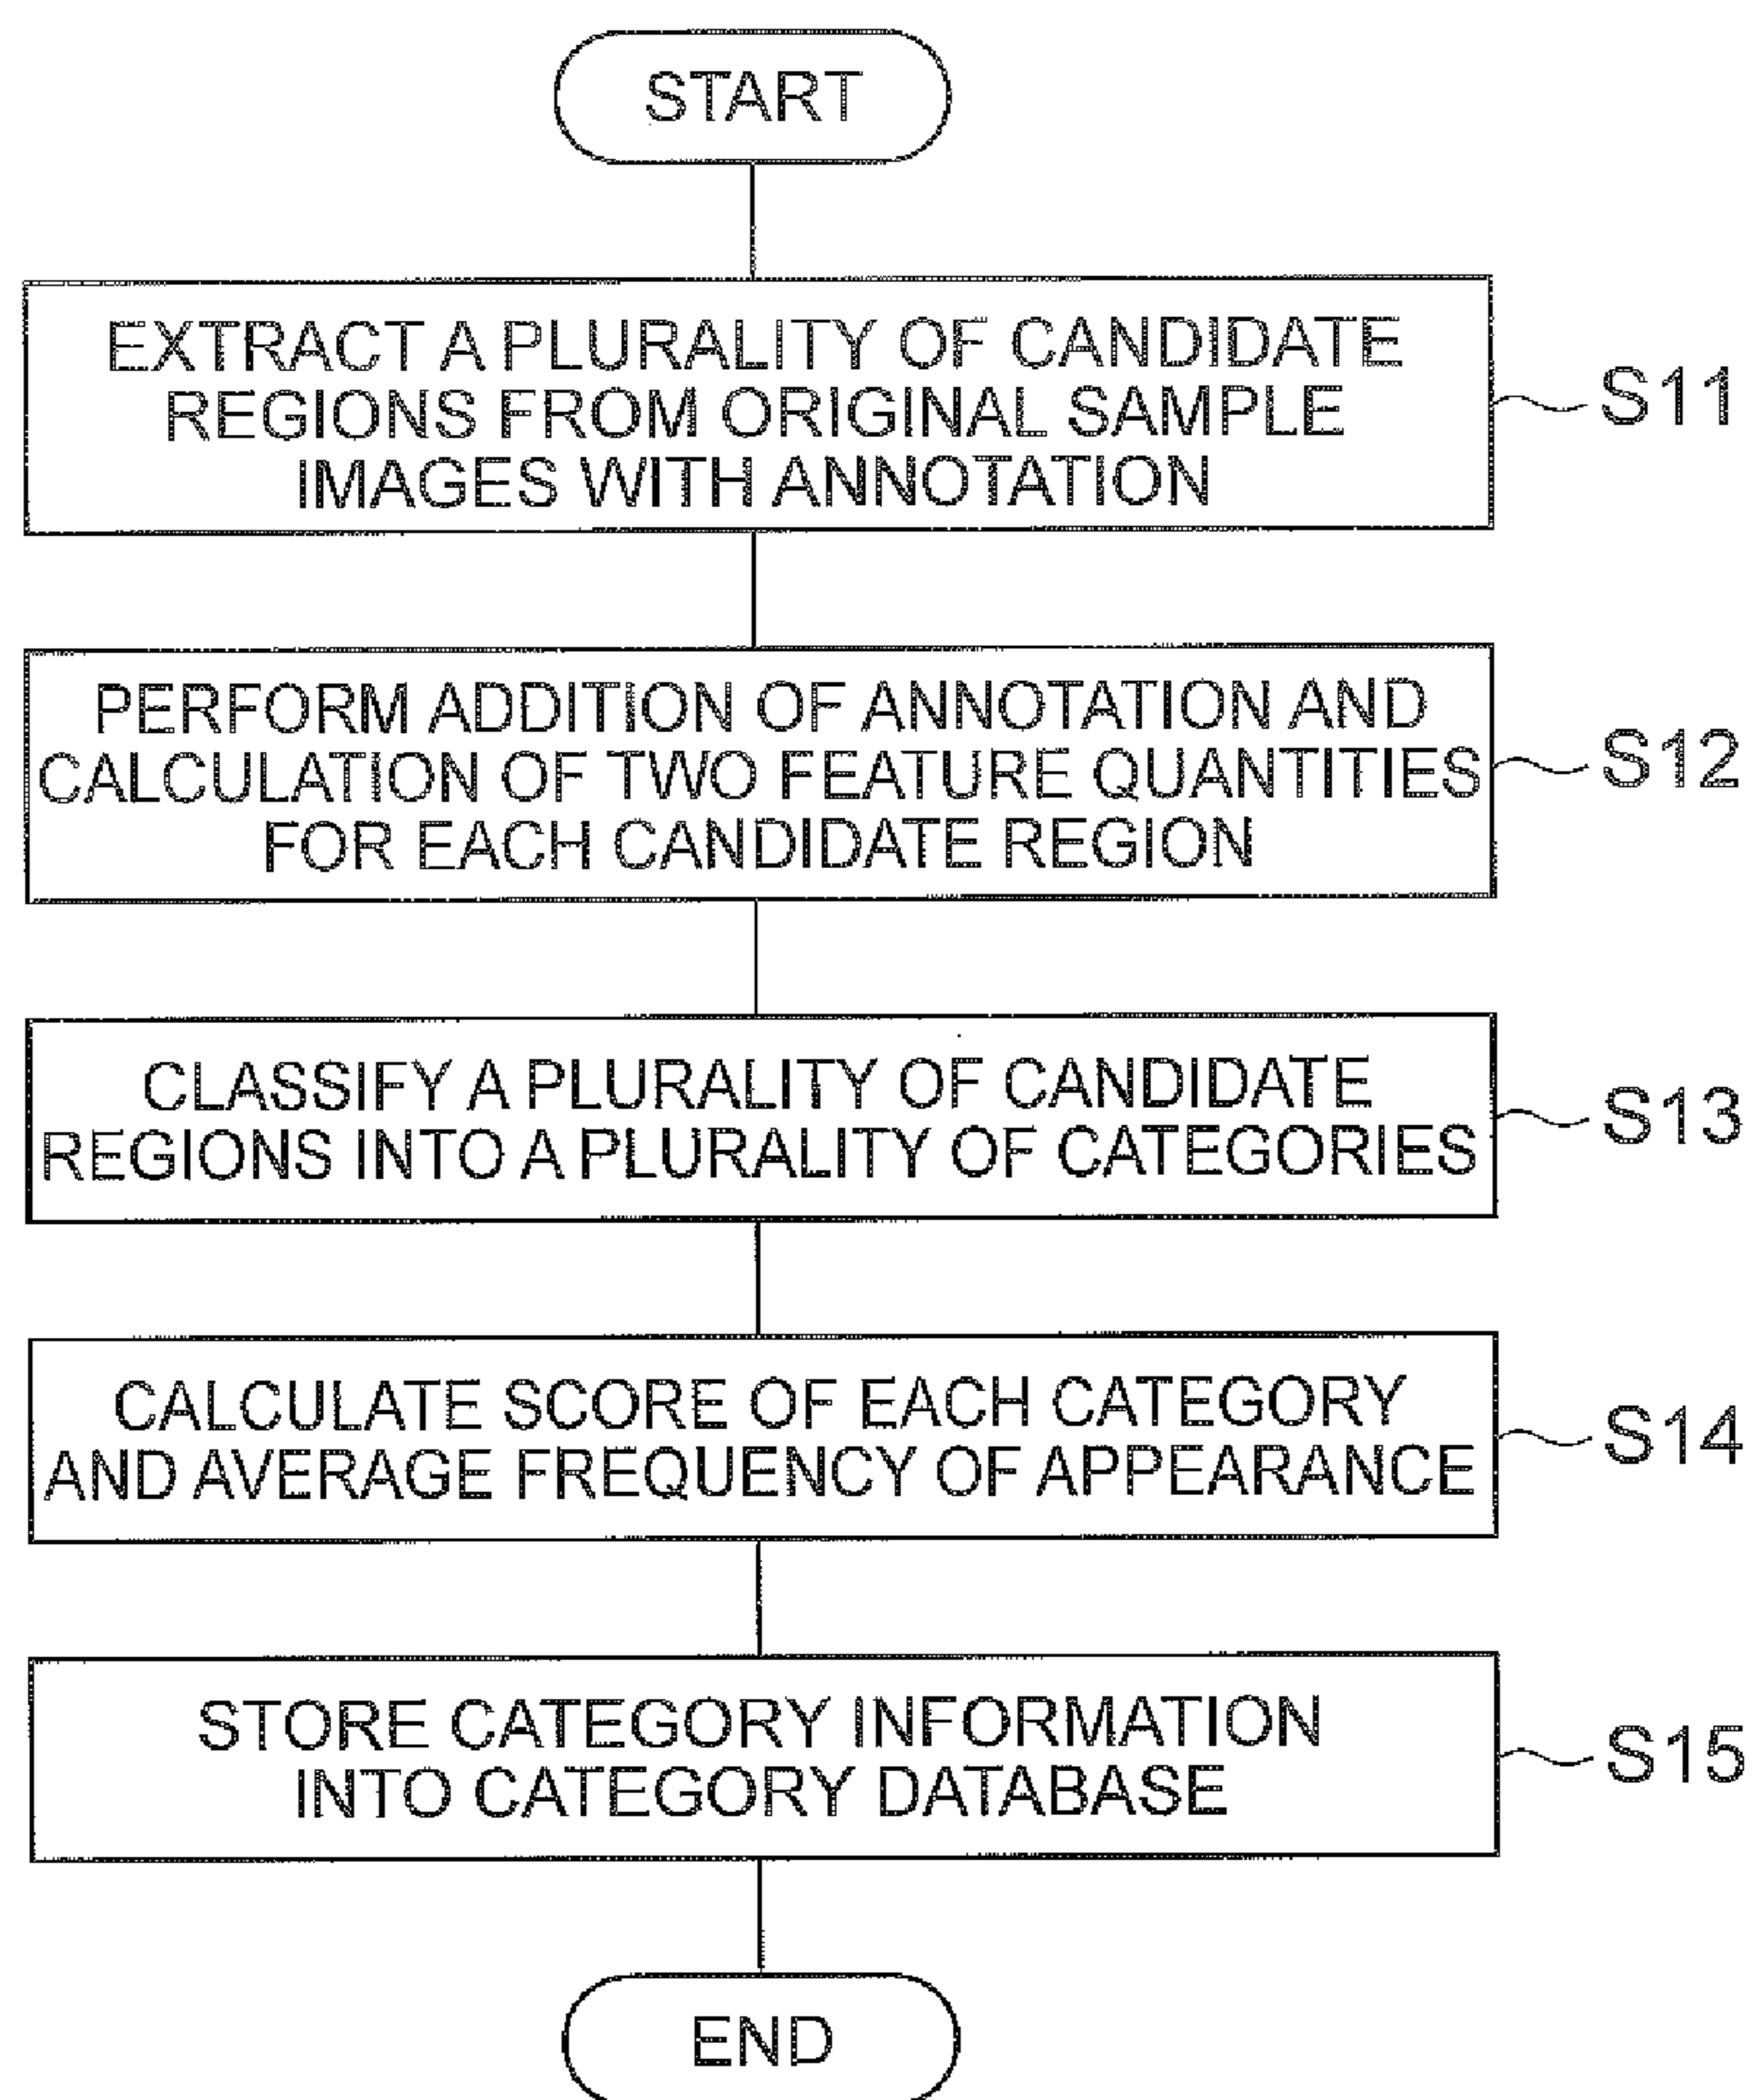 START
EXTRACT A PLURALITY OF CANDIDATE
REGIONS FROM ORIGINAL SAMPLE
IMAGES WITH ANNOTATION
S11
PERFORM ADDITION OF ANNOTATION AND
CALCULATION OF TWO FEATURE QUANTITIES
FOR EACH CANDIDATE REGION
S12
CLASSIFY A PLURALITY OF CANDIDATE
REGIONS INTO A PLURALITY OF CATEGORIES
S13
CALCULATE SCORE OF EACH CATEGORY
AND AVERAGE FREQUENCY OF APPEARANCE
S14
STORE CATEGORY INFORMATION
INTO CATEGORY DATABASE
S15
END